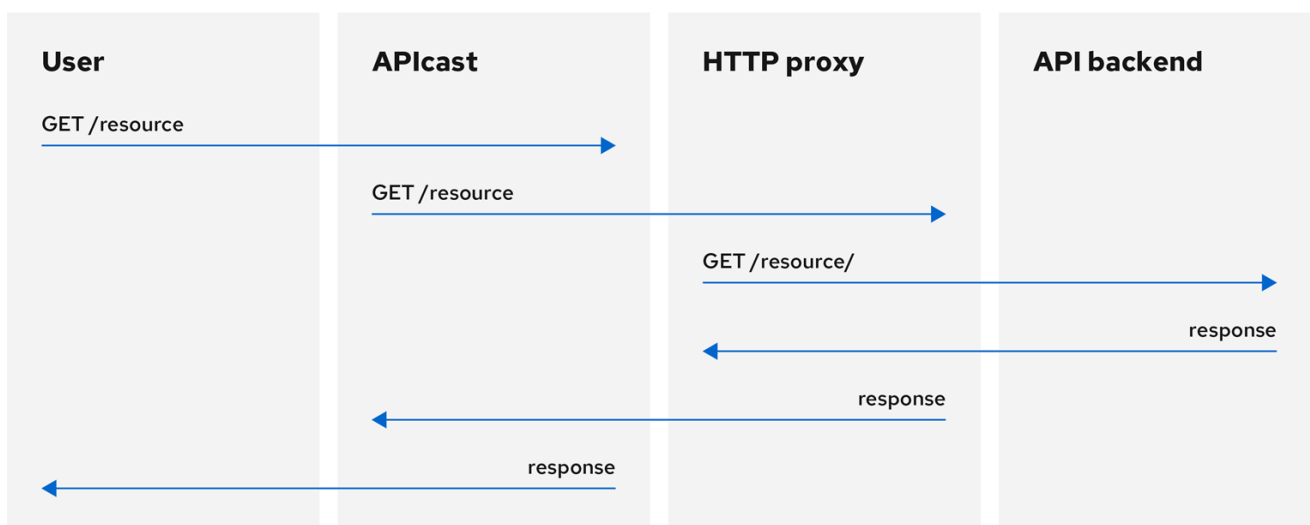 User
APIcast
HTTP proxy
API backend
GET /resource
GET /resource
GET /resource/
response
response
response